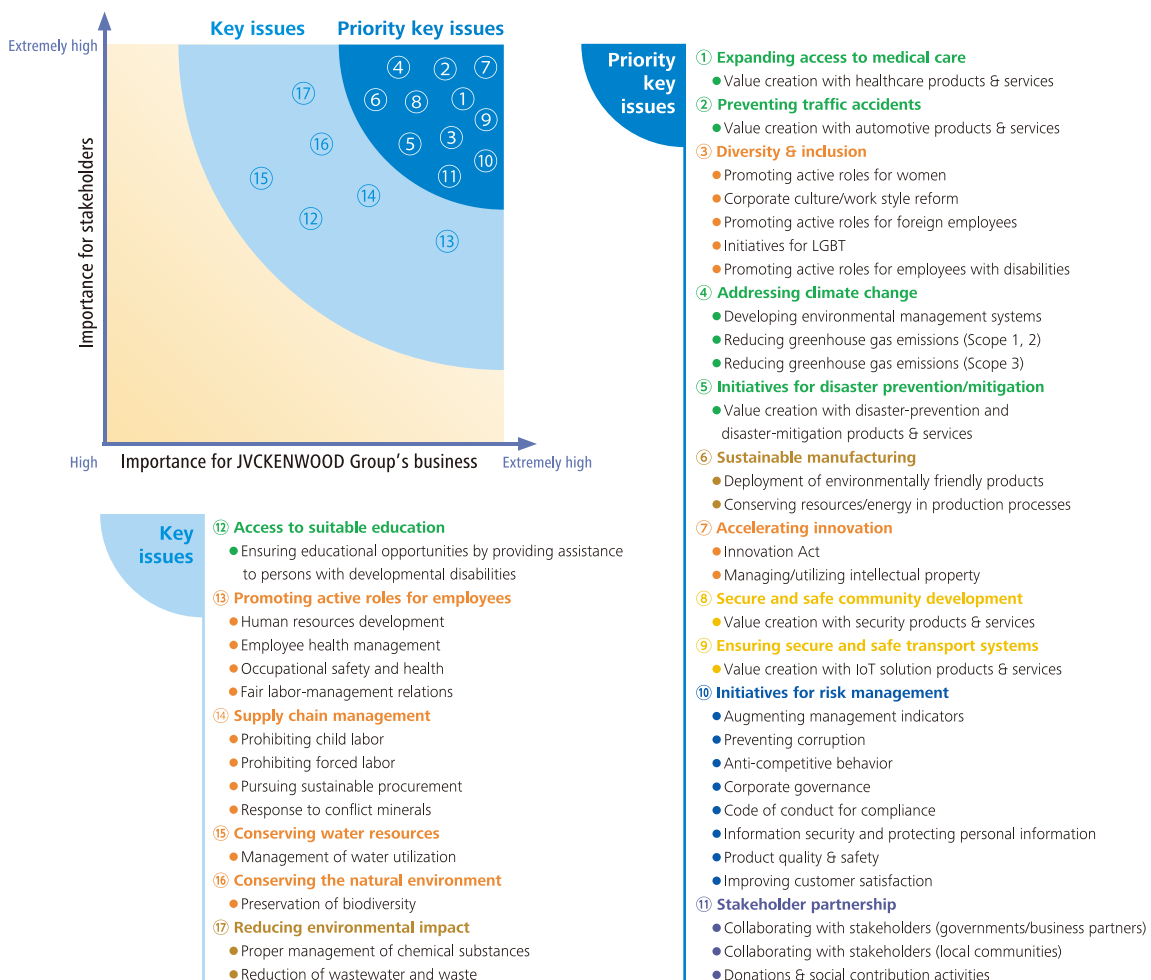 Key issues
Priority key issues
Extremely high
④ ② ⑦
⑰ ⑥ ⑧ ①
⑨
⑯ ⑤ ③
⑩
⑮ ⑪
⑭
⑫
⑬
Importance for stakeholders
High
Importance for JVCKENWOOD Group's business
Extremely high
Key
issues
⑫ Access to suitable education
● Ensuring educational opportunities by providing assistance
to persons with developmental disabilities
⑬ Promoting active roles for employees
● Human resources development
● Employee health management
● Occupational safety and health
● Fair labor-management relations
⑭ Supply chain management
● Prohibiting child labor
● Prohibiting forced labor
● Pursuing sustainable procurement
● Response to conflict minerals
⑮ Conserving water resources
● Management of water utilization
⑯ Conserving the natural environment
● Preservation of biodiversity
⑰ Reducing environmental impact
● Proper management of chemical substances
● Reduction of wastewater and waste
Priority
key
issues
① Expanding access to medical care
● Value creation with healthcare products & services
② Preventing traffic accidents
● Value creation with automotive products & services
③ Diversity & inclusion
● Promoting active roles for women
● Corporate culture/work style reform
● Promoting active roles for foreign employees
● Initiatives for LGBT
● Promoting active roles for employees with disabilities
④ Addressing climate change
● Developing environmental management systems
● Reducing greenhouse gas emissions (Scope 1, 2)
● Reducing greenhouse gas emissions (Scope 3)
⑤ Initiatives for disaster prevention/mitigation
● Value creation with disaster-prevention and
disaster-mitigation products & services
⑥ Sustainable manufacturing
● Deployment of environmentally friendly products
● Conserving resources/energy in production processes
⑦ Accelerating innovation
● Innovation Act
● Managing/utilizing intellectual property
⑧ Secure and safe community development
● Value creation with security products & services
⑨ Ensuring secure and safe transport systems
● Value creation with IoT solution products & services
⑩ Initiatives for risk management
● Augmenting management indicators
● Preventing corruption
● Anti-competitive behavior
● Corporate governance
● Code of conduct for compliance
● Information security and protecting personal information
● Product quality & safety
● Improving customer satisfaction
⑪ Stakeholder partnership
● Collaborating with stakeholders (governments/business partners)
● Collaborating with stakeholders (local communities)
● Donations & social contribution activities